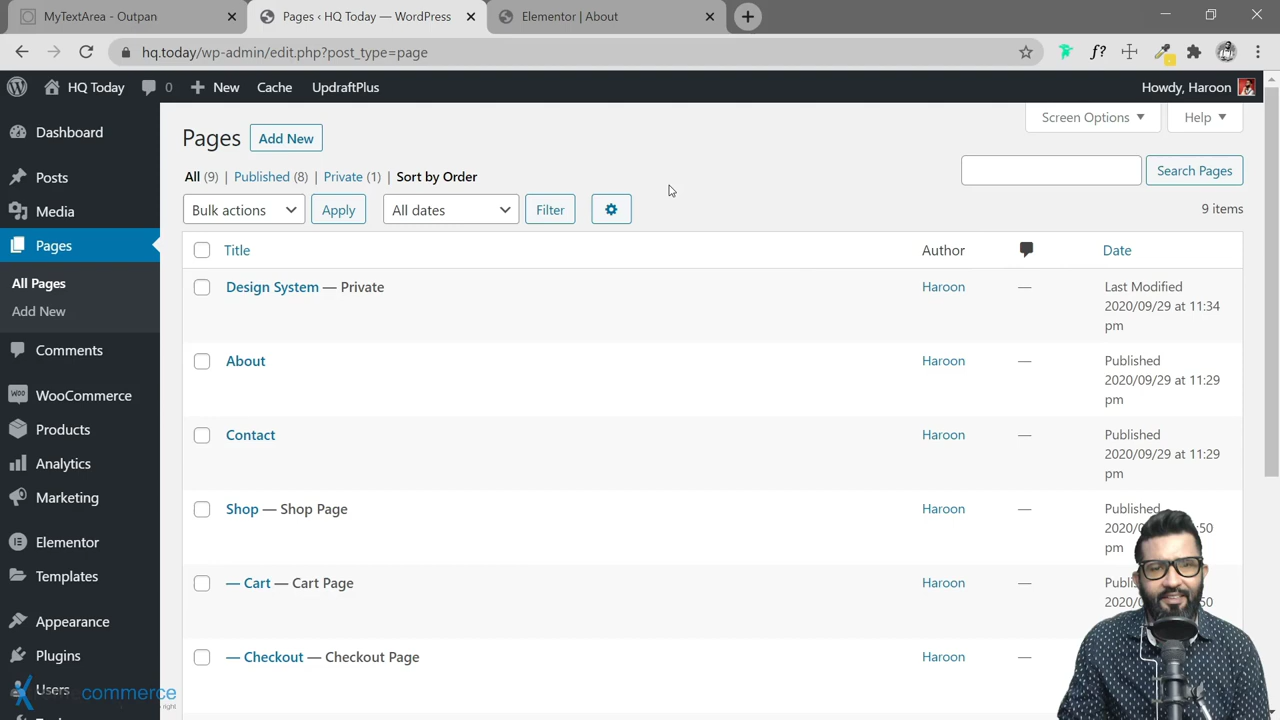 MyTextArea - Outpan
Pages ‹ HQ Today — WordPress
Elementor | About
hq.today/wp-admin/edit.php?post_type=page
f?
HQ Today
0
New
Cache
UpdraftPlus
Howdy, Haroon
Dashboard
Posts
Media
Pages
All Pages
Add New
Comments
WooCommerce
Products
Analytics
Marketing
Elementor
Templates
Appearance
Plugins
Users
commerce
right
Screen Options
Help
Pages
Add New
All (9) | Published (8) | Private (1) | Sort by Order
Search Pages
Bulk actions
Apply
All dates
Filter
9 items
Title
Author
Date
Design System — Private
Haroon
—
Last Modified
2020/09/29 at 11:34
pm
About
Haroon
—
Published
2020/09/29 at 11:29
pm
Contact
Haroon
—
Published
2020/09/29 at 11:29
pm
Shop — Shop Page
Haroon
—
Published
:50
pm
— Cart — Cart Page
Haroon
—
50
— Checkout — Checkout Page
Haroon
—